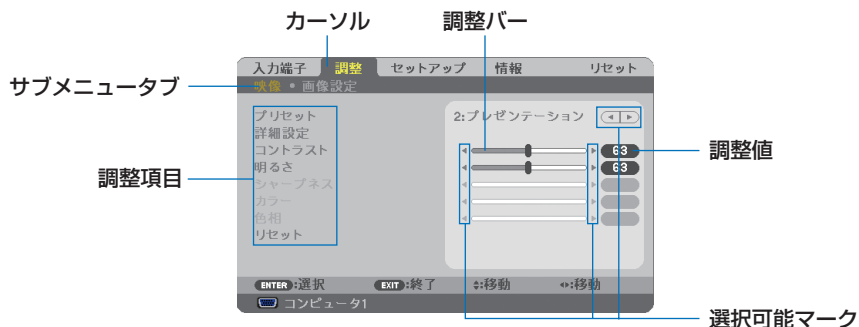 カーソル
調整バー
入力端子 調整 セットアップ 情報 リセット
サブメニュータブ
映像 • 画像設定
プリセット
2:プレゼンテーション ◀ ▶
詳細設定
コントラスト ◀ ▶ 63
調整値
明るさ ◀ ▶ 63
調整項目
シャープネス ◀ ▶
カラー ◀ ▶
色相 ◀ ▶
リセット
ENTER:選択 EXIT:終了 ♦:移動 ◀▶:移動
コンピュータ1
選択可能マーク